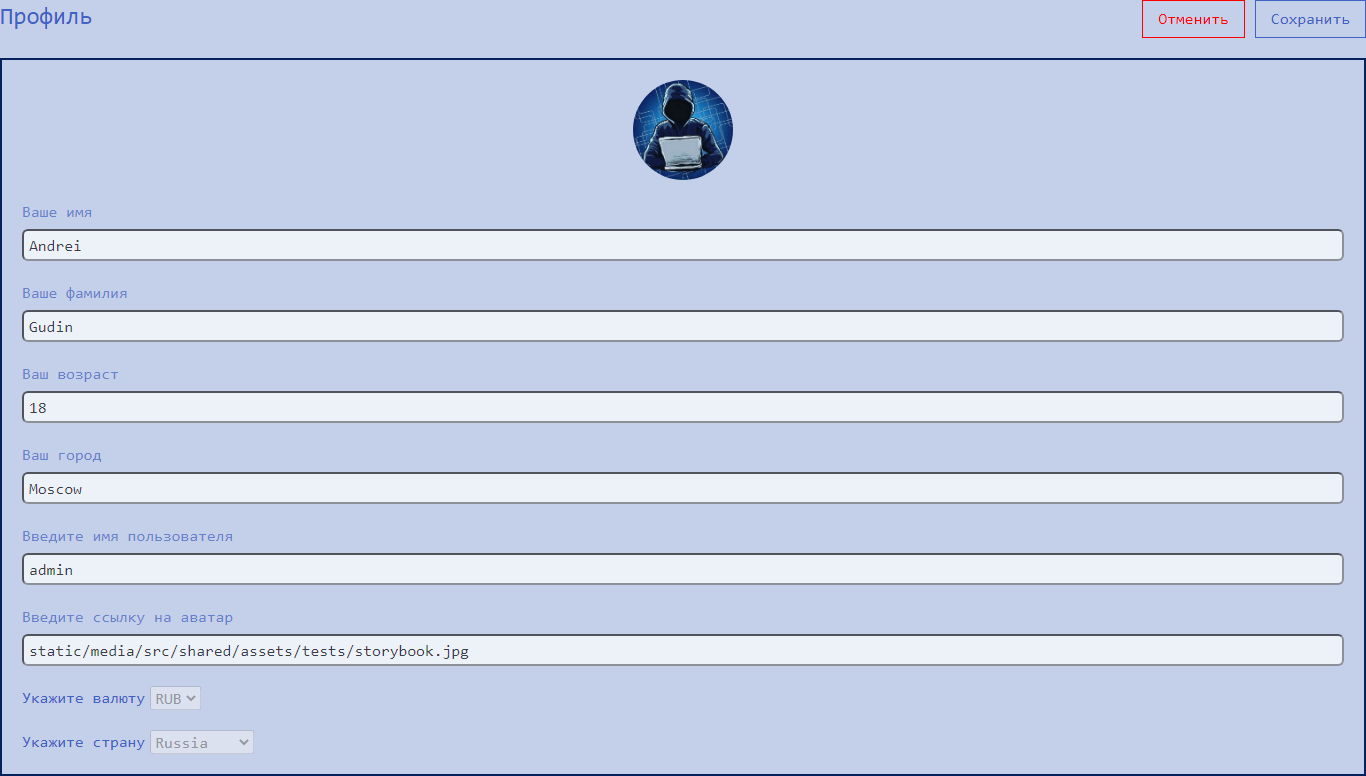 Профиль
Отменить Сохранить
Ваше имя
Andrei
Ваше фамилия
Gudin
Ваш возраст
18
Ваш город
Moscow
Введите имя пользователя
admin
Введите ссылку на аватар
static/media/src/shared/assets/tests/storybook.jpg
Укажите валюту RUB
Укажите страну Russia